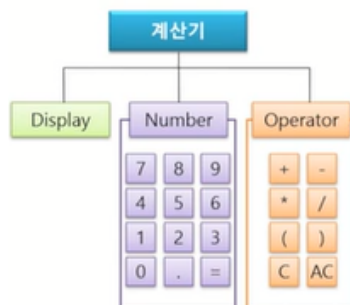 계산기
Display
Number
Operator
7 8 9
4 5 6
1 2 3
0 . =
+ -
* /
( )
C AC